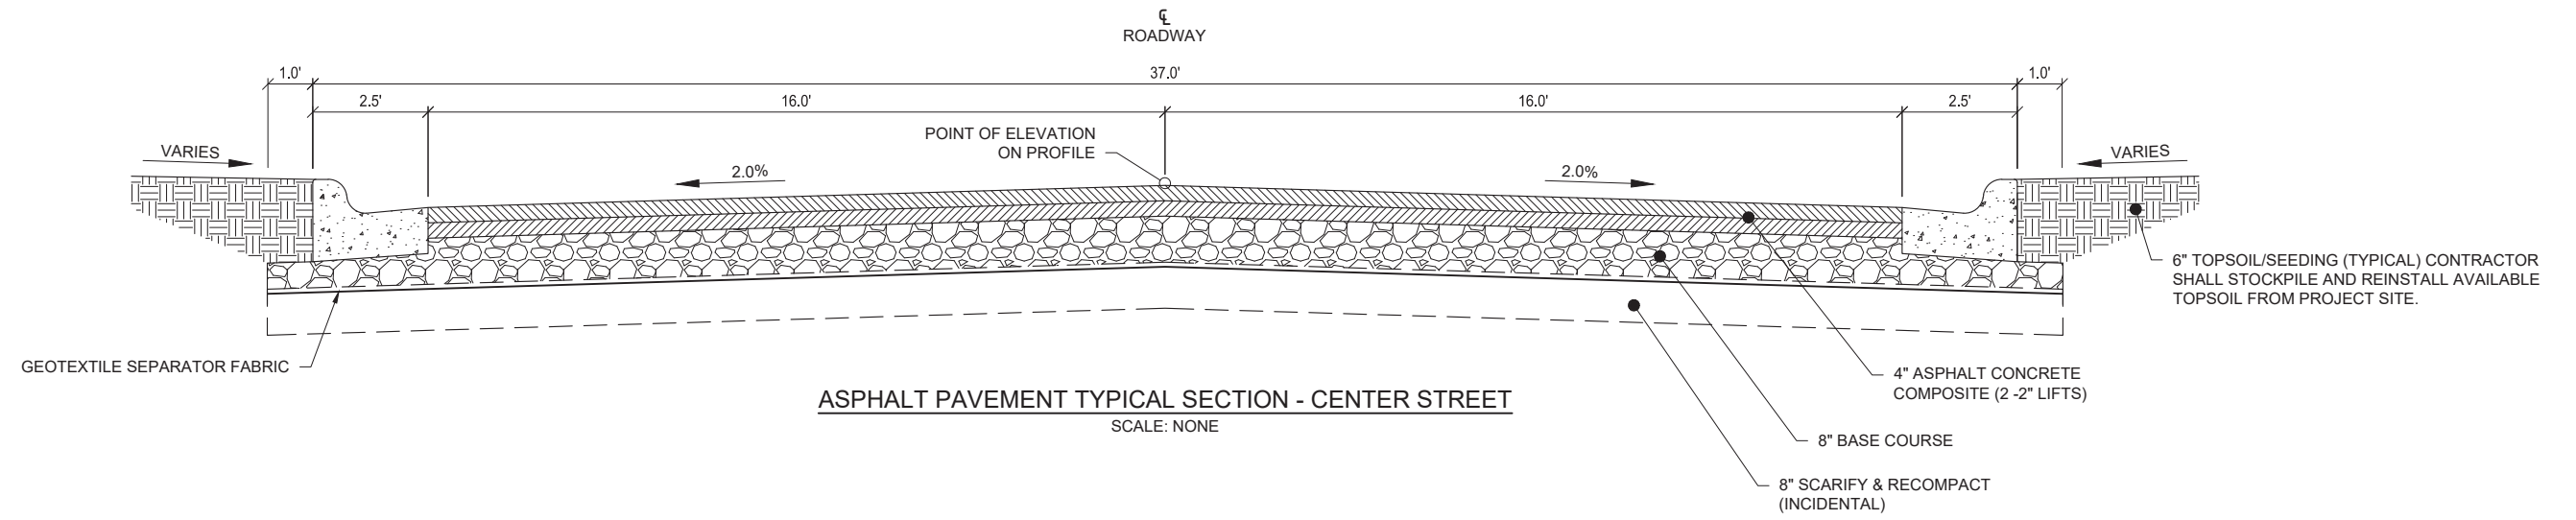 ℄
ROADWAY
1.0'
37.0'
1.0'
2.5'
16.0'
16.0'
2.5'
POINT OF ELEVATION
ON PROFILE
VARIES
2.0%
2.0%
VARIES
6" TOPSOIL/SEEDING (TYPICAL) CONTRACTOR
SHALL STOCKPILE AND REINSTALL AVAILABLE
TOPSOIL FROM PROJECT SITE.
GEOTEXTILE SEPARATOR FABRIC
4" ASPHALT CONCRETE
COMPOSITE (2 -2" LIFTS)
8" BASE COURSE
8" SCARIFY & RECOMPACT
(INCIDENTAL)
ASPHALT PAVEMENT TYPICAL SECTION - CENTER STREET
SCALE: NONE